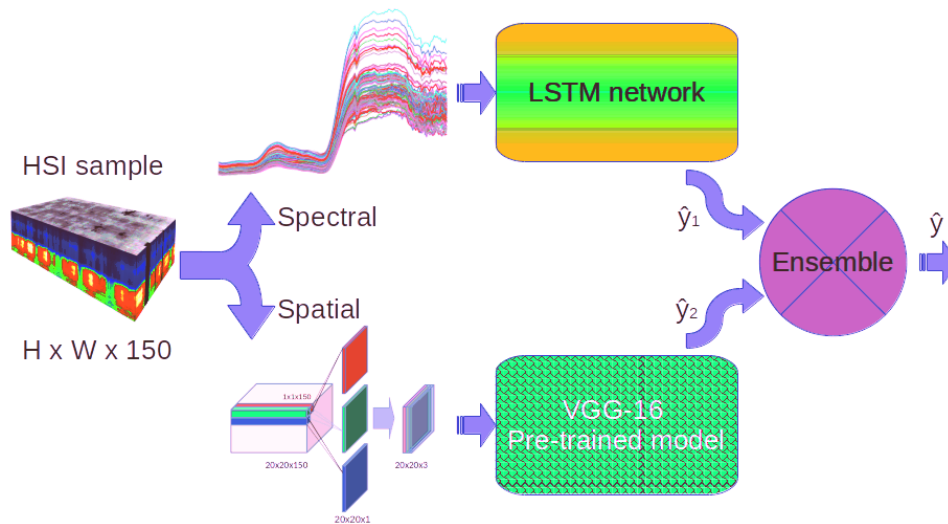 HSI sample
H x W x 150
Spectral
Spatial
LSTM network
1x1x150
20x20x150
20x20x1
20x20x3
VGG-16
Pre-trained model
ŷ1
ŷ2
Ensemble
ŷ